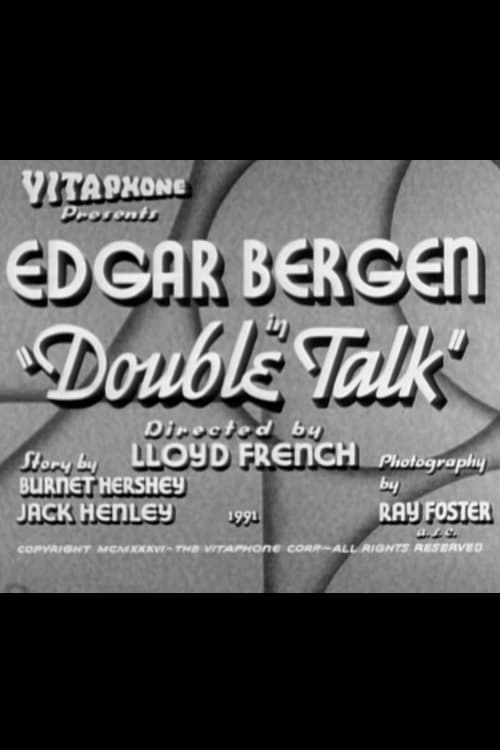 VITAPHONE
Presents
EDGAR BERGEN
in
"Double Talk"
Directed by
LLOYD FRENCH
Story by
BURNET HERSHEY
JACK HENLEY
1991
Photography
by
RAY FOSTER
a.s.c.
COPYRIGHT MCMXXXVI-THE VITAPHONE CORP-ALL RIGHTS RESERVED